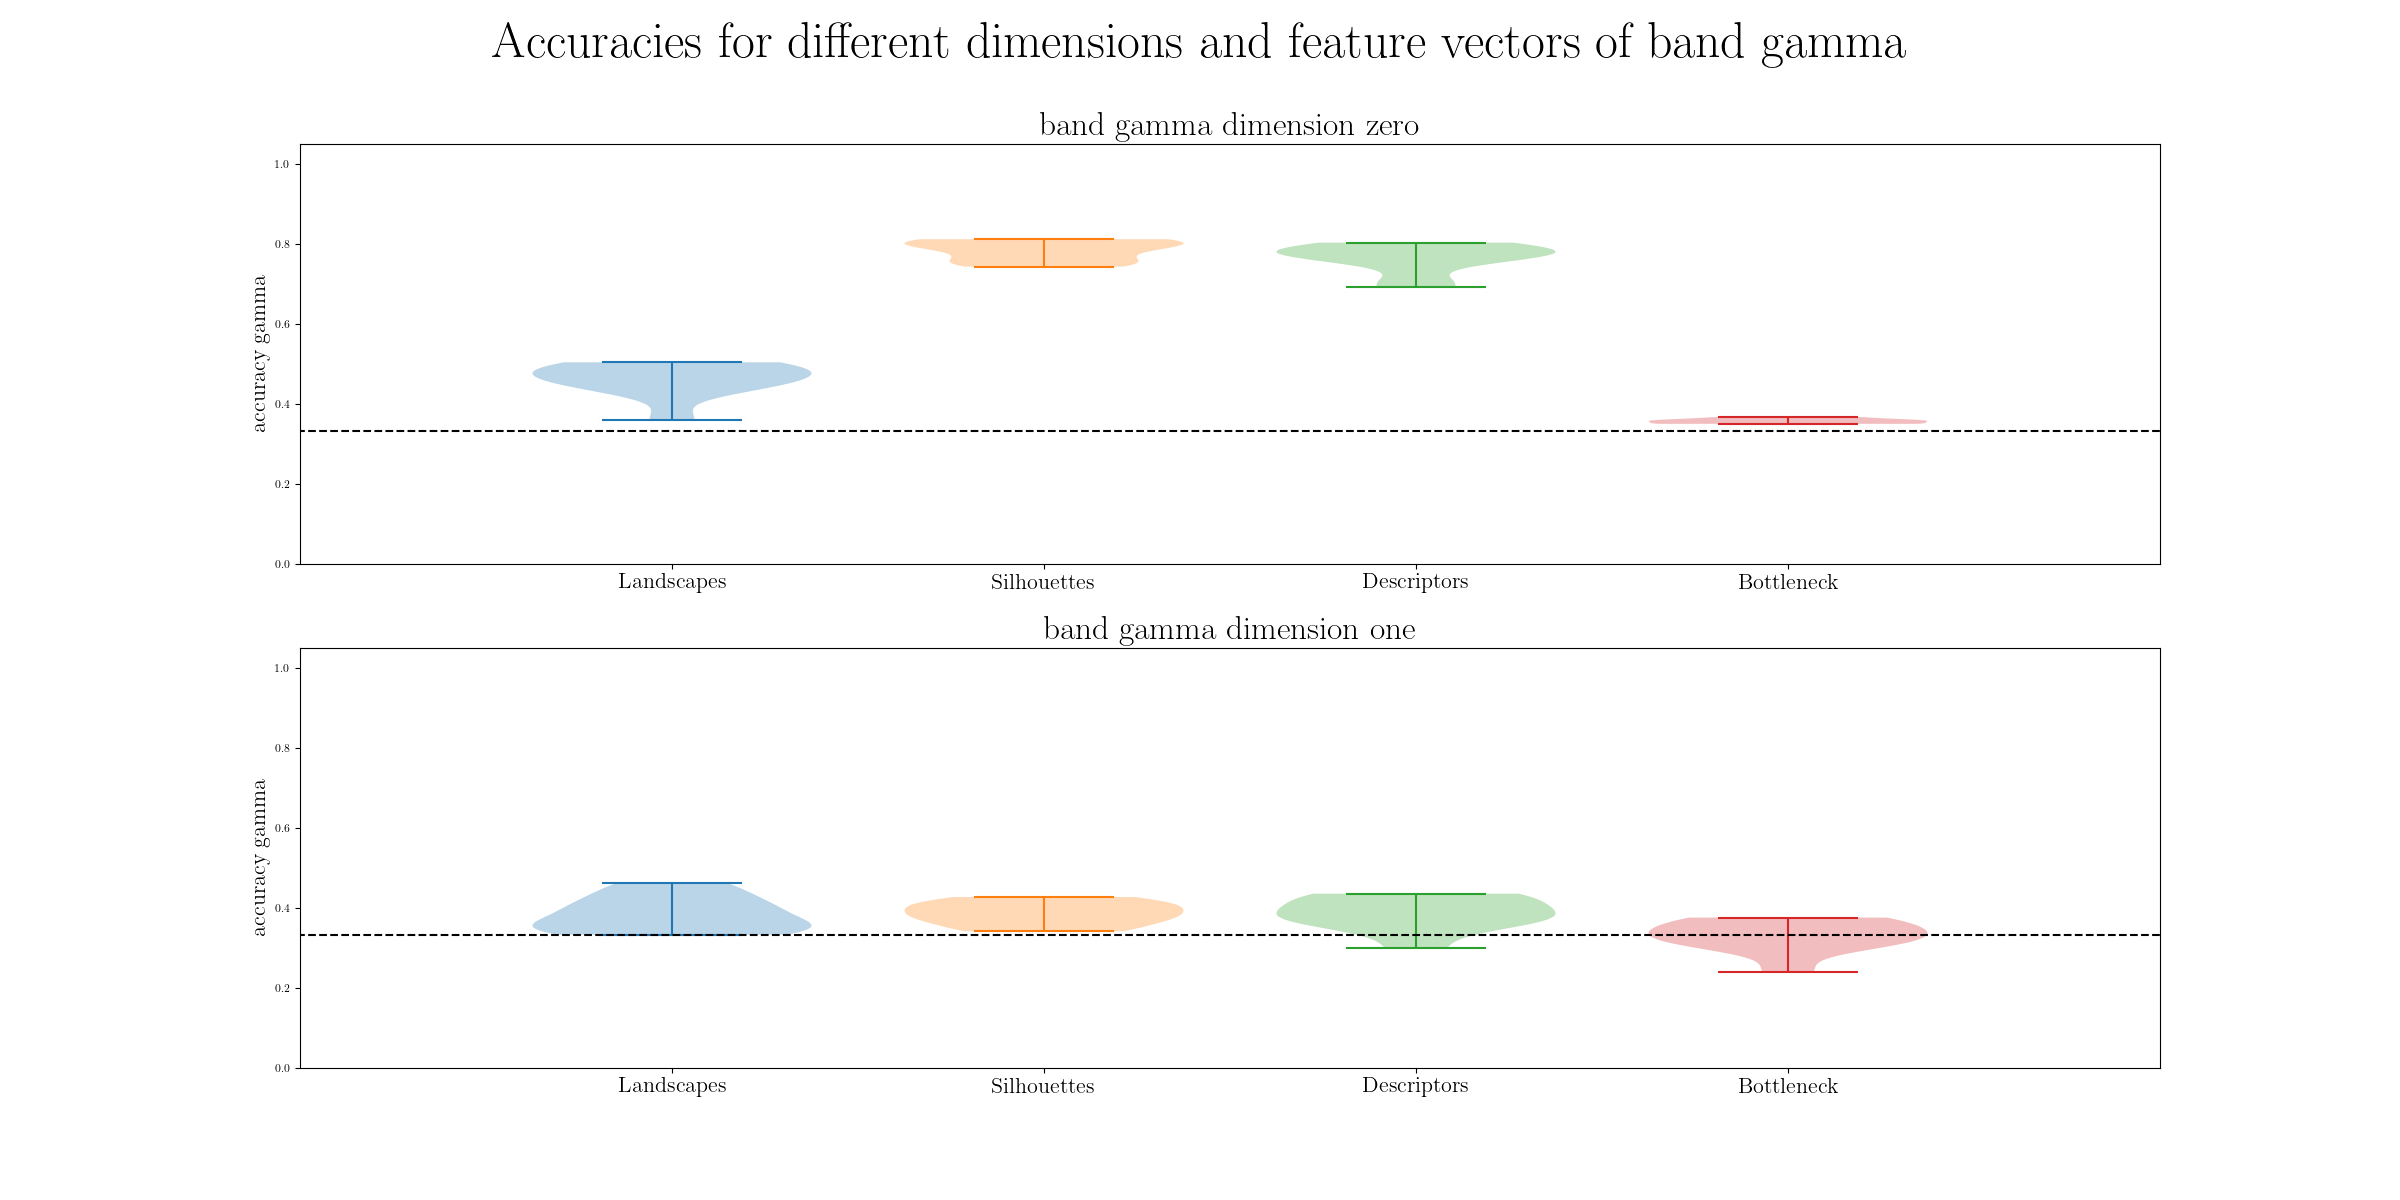 Accuracies for different dimensions and feature vectors of band gamma
band gamma dimension zero
accuracy gamma
1.0
0.8
0.6
0.4
0.2
0.0
Landscapes Silhouettes Descriptors Bottleneck
band gamma dimension one
accuracy gamma
1.0
0.8
0.6
0.4
0.2
0.0
Landscapes Silhouettes Descriptors Bottleneck